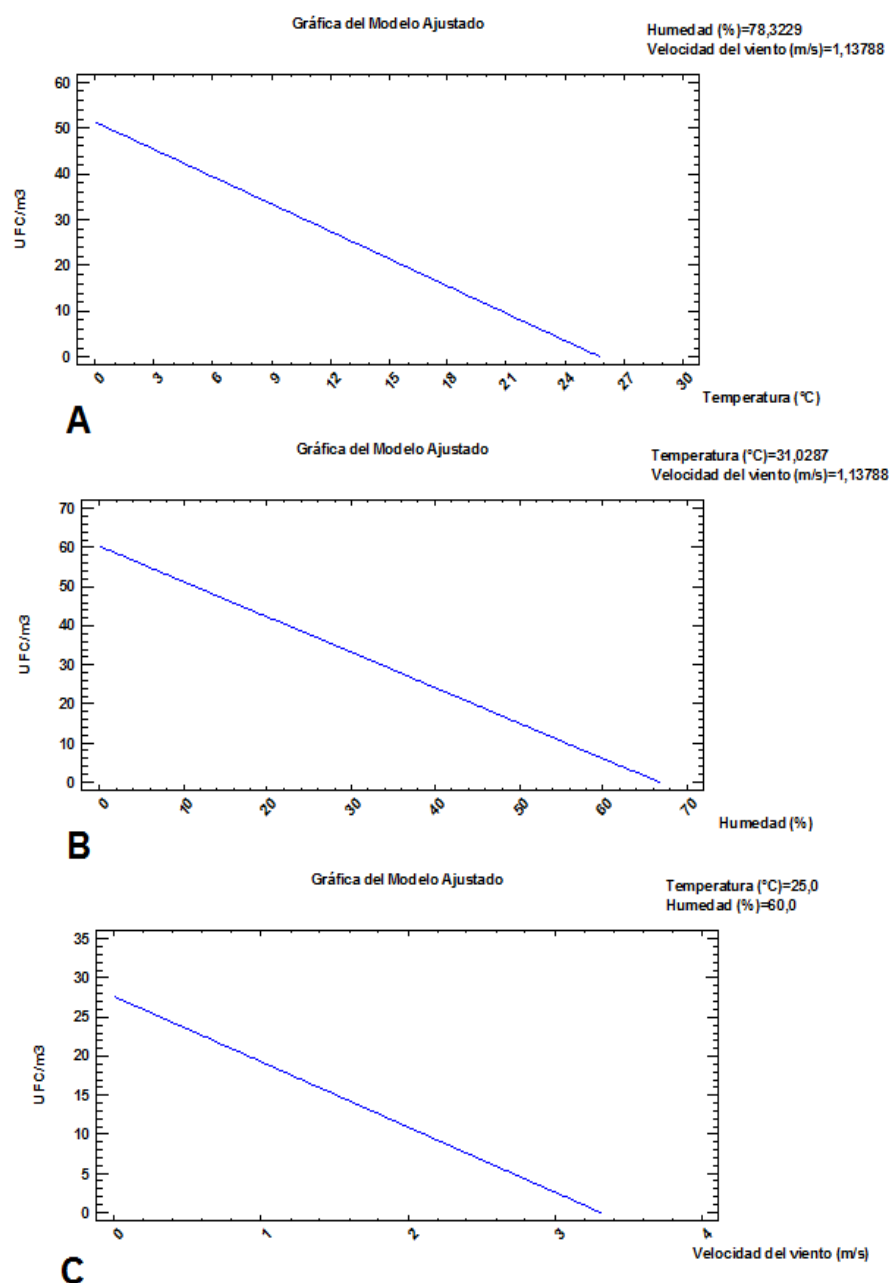 Gráfica del Modelo Ajustado
Humedad (%)=78,3229
Velocidad del viento (m/s)=1,13788
60
50
40
30
20
10
0
UFC/m3
0 3 6 9 12 15 18 21 24 27 30
Temperatura (°C)
A
Gráfica del Modelo Ajustado
Temperatura (°C)=31,0287
Velocidad del viento (m/s)=1,13788
70
60
50
40
30
20
10
0
UFC/m3
0 10 20 30 40 50 60 70
Humedad (%)
B
Gráfica del Modelo Ajustado
Temperatura (°C)=25,0
Humedad (%)=60,0
35
30
25
20
15
10
5
0
UFC/m3
0 1 2 3 4
Velocidad del viento (m/s)
C